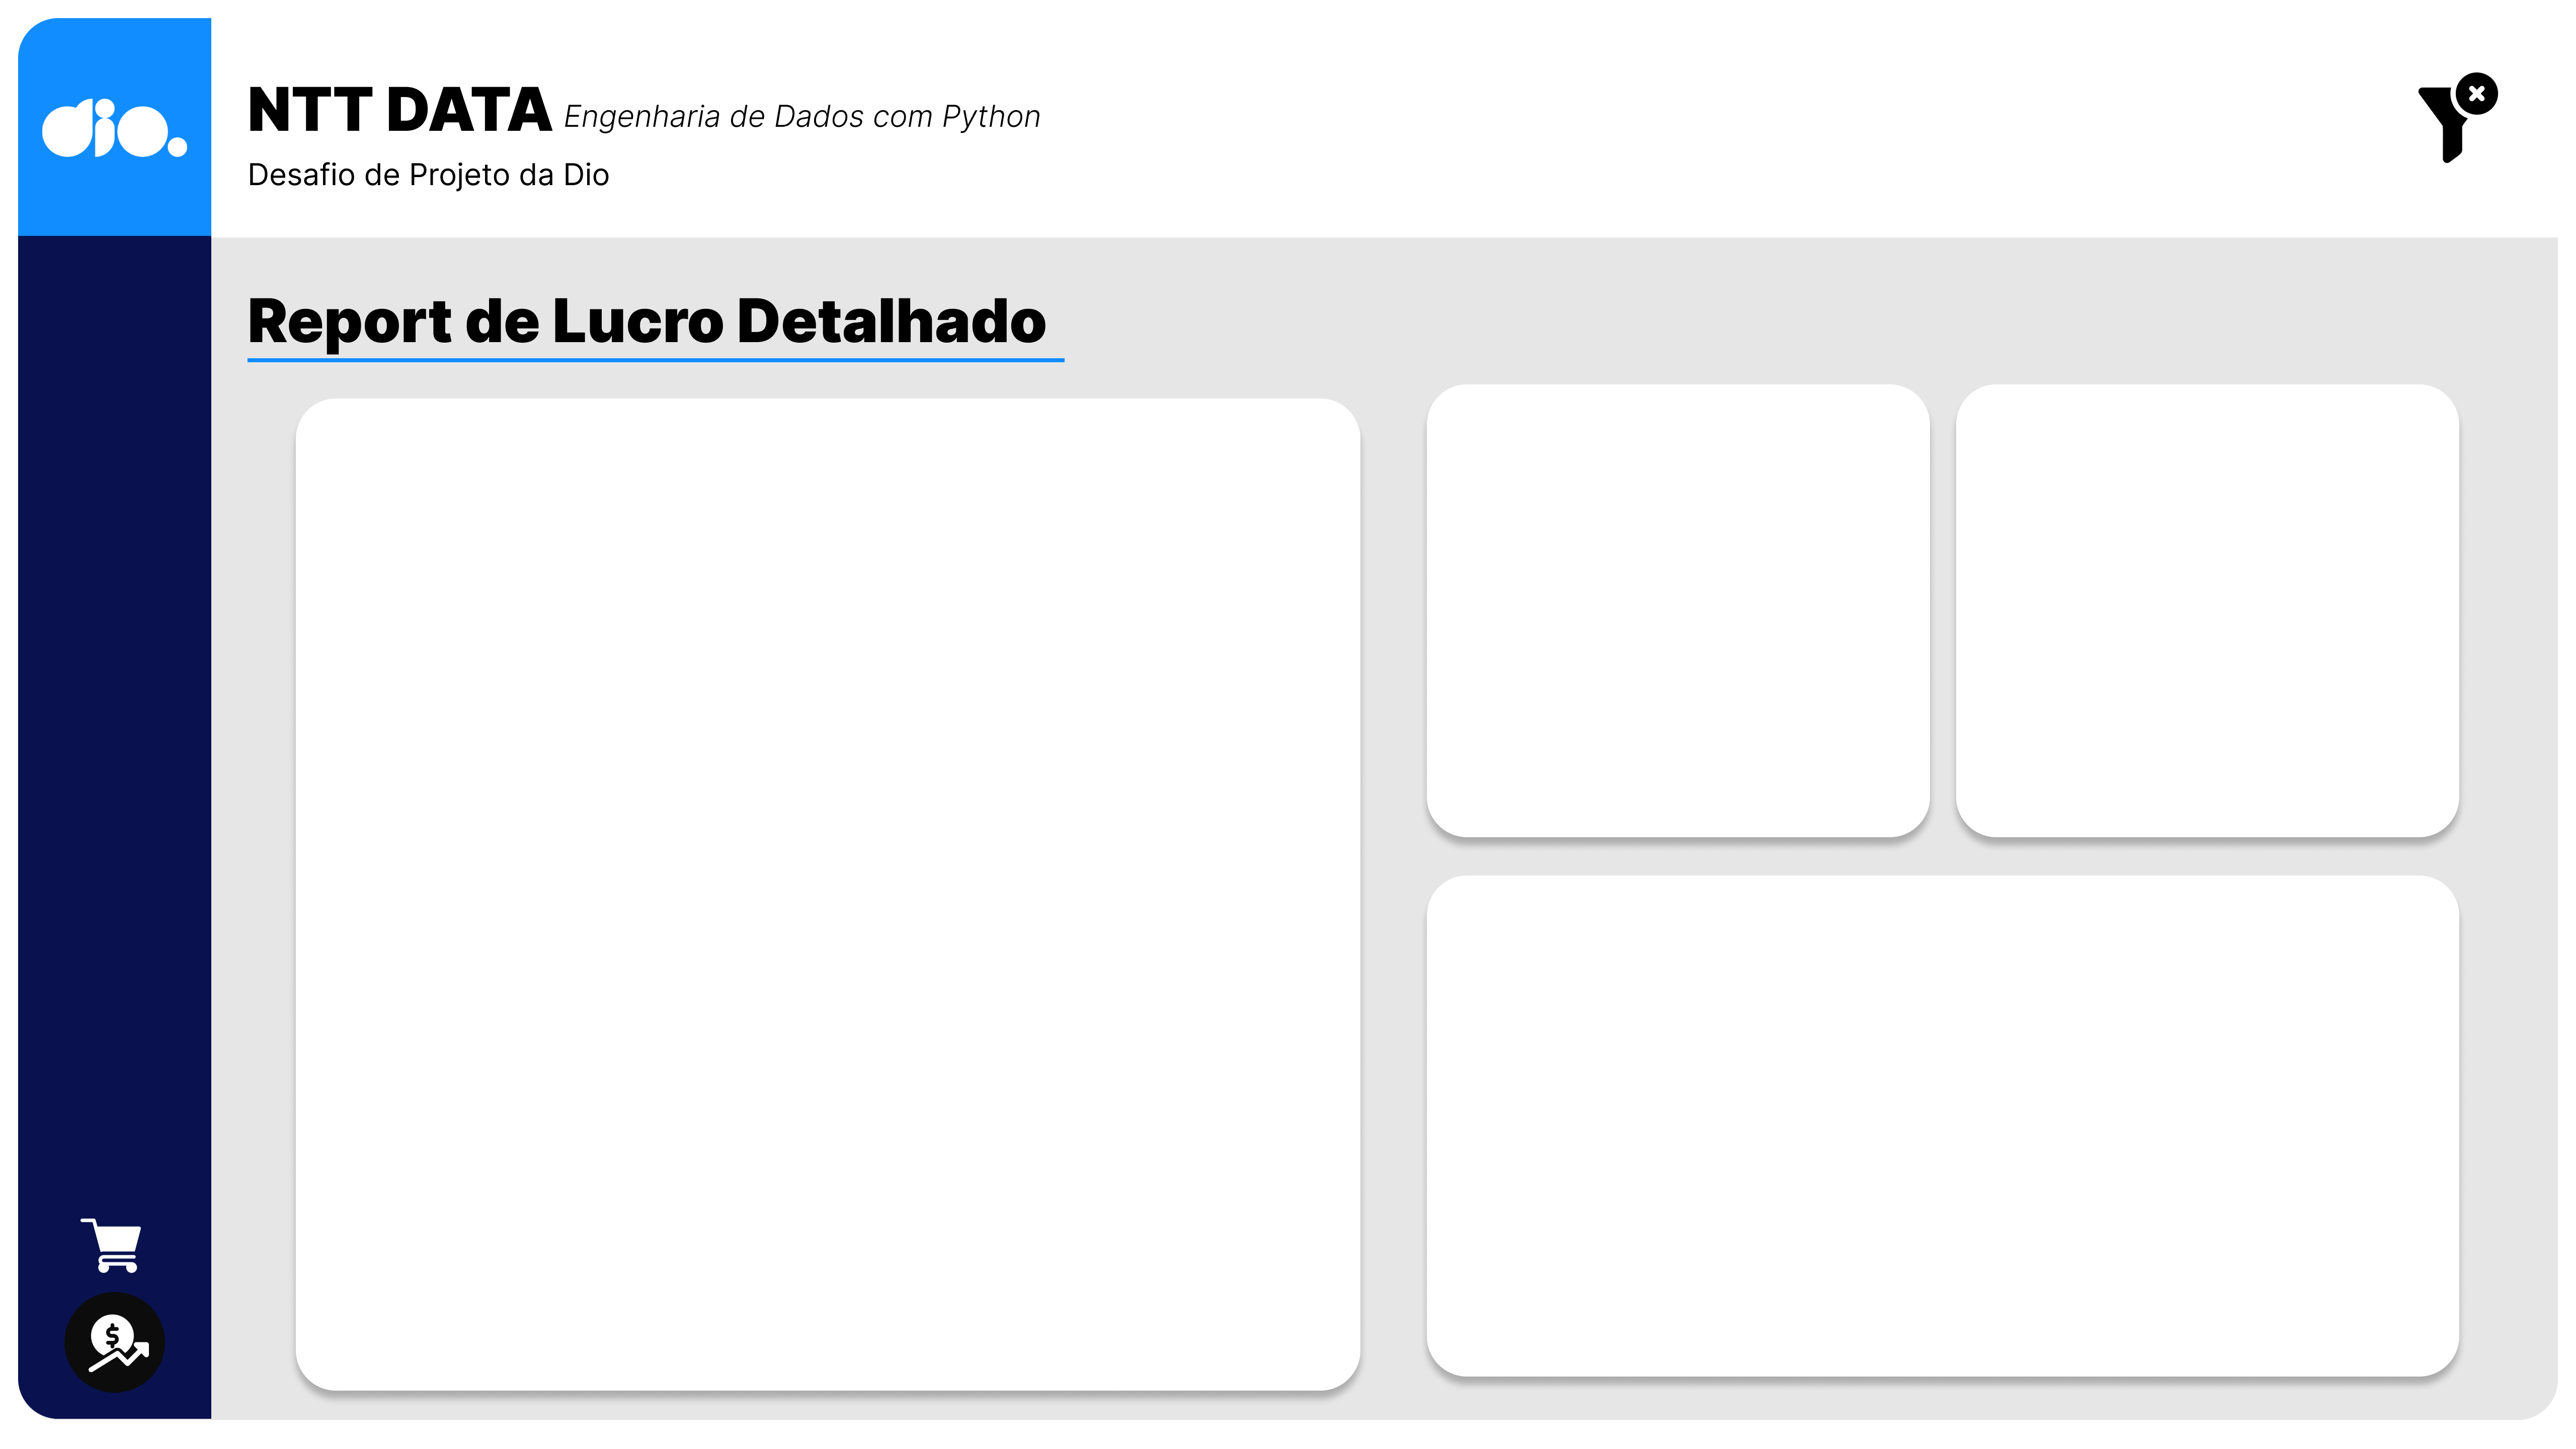 dio.
NTT DATA Engenharia de Dados com Python
Desafio de Projeto da Dio
Report de Lucro Detalhado
$